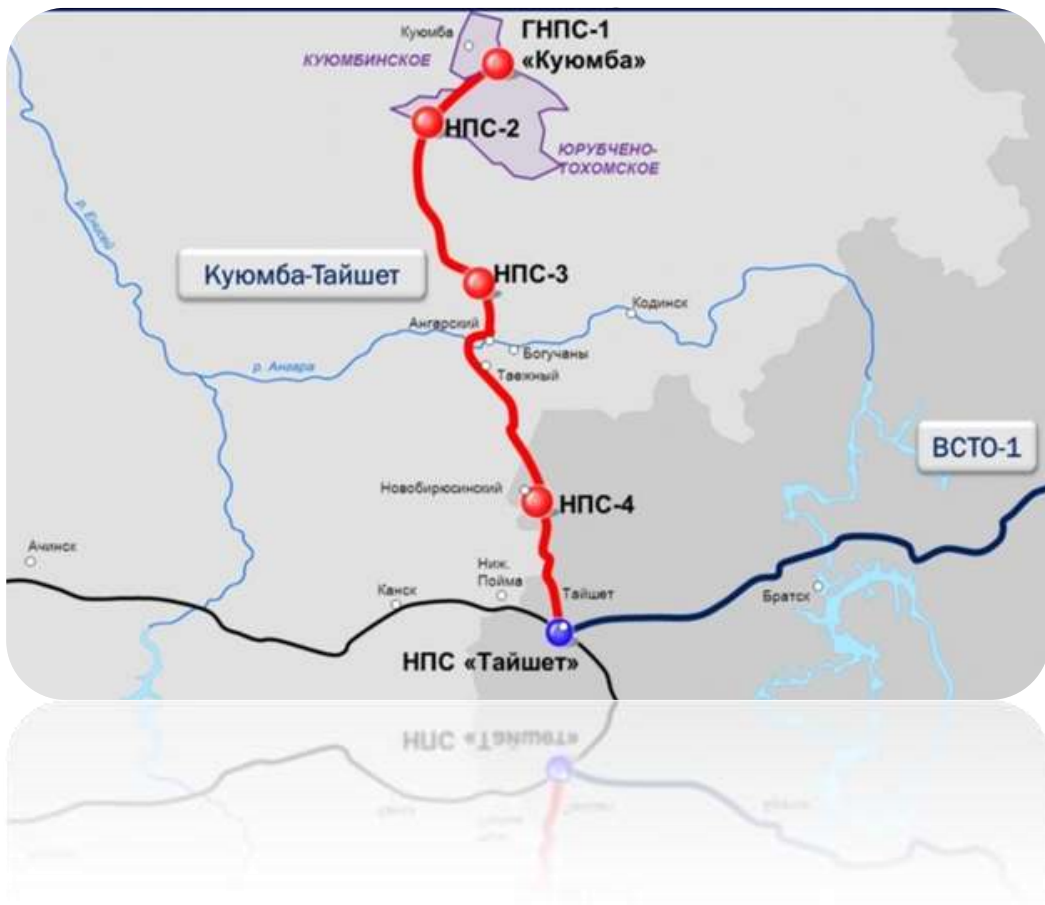 Куюмба
ГНПС-1
«Куюмба»
КУЮМБИНСКОЕ
НПС-2
ЮРУБЧЕНО-
ТОХОМСКОЕ
р. Енисей
Куюмба-Тайшет
НПС-3
Кодинск
Ангарский
Богучаны
р. Ангара
Таежный
ВСТО-1
Новобирюсинский
НПС-4
Ачинск
Ниж.
Пойма
Канск
Тайшет
Братск
НПС «Тайшет»